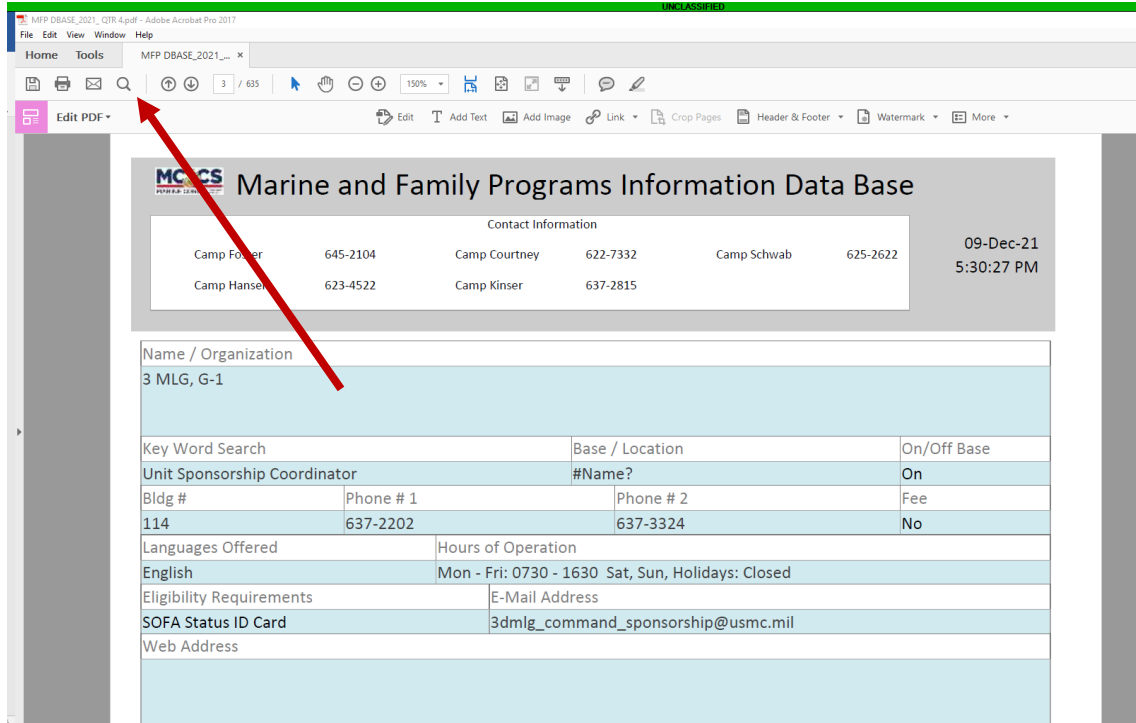 UNCLASSIFIED
MFP DBASE_2021_ QTR 4.pdf - Adobe Acrobat Pro 2017
File Edit View Window Help
Home Tools MFP DBASE_2021_... ×
3 / 635 150%
Edit PDF Edit Add Text Add Image Link Crop Pages Header & Footer Watermark More
MCCS Marine and Family Programs Information Data Base
Contact Information
Camp Foster 645-2104 Camp Courtney 622-7332 Camp Schwab 625-2622
Camp Hansen 623-4522 Camp Kinser 637-2815
09-Dec-21
5:30:27 PM
Name / Organization
3 MLG, G-1
Key Word Search Base / Location On/Off Base
Unit Sponsorship Coordinator #Name? On
Bldg # Phone # 1 Phone # 2 Fee
114 637-2202 637-3324 No
Languages Offered Hours of Operation
English Mon - Fri: 0730 - 1630 Sat, Sun, Holidays: Closed
Eligibility Requirements E-Mail Address
SOFA Status ID Card 3dmlg_command_sponsorship@usmc.mil
Web Address